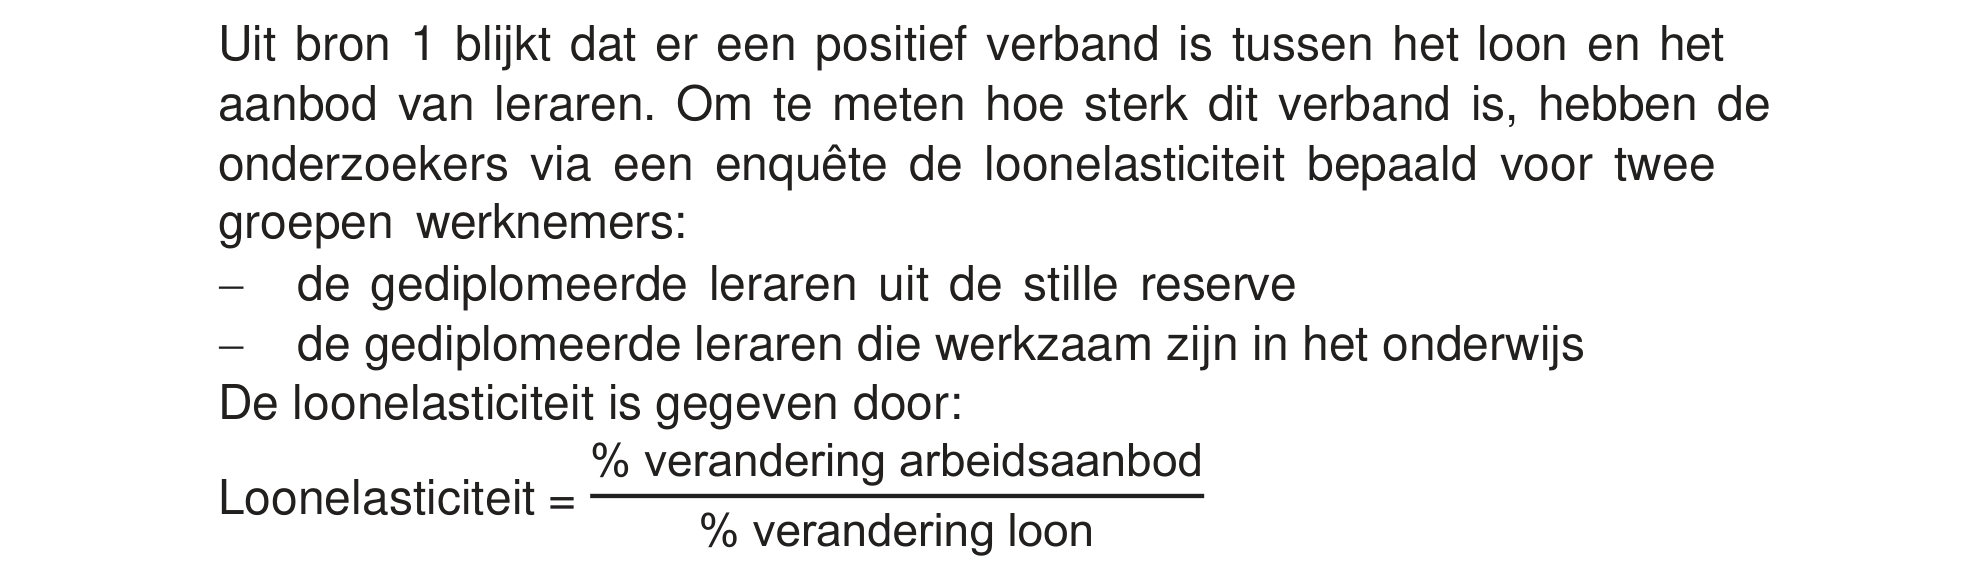 Uit bron 1 blijkt dat er een positief verband is tussen het loon en het
aanbod van leraren. Om te meten hoe sterk dit verband is, hebben de
onderzoekers via een enquête de loonelasticiteit bepaald voor twee
groepen werknemers:
– de gediplomeerde leraren uit de stille reserve
– de gediplomeerde leraren die werkzaam zijn in het onderwijs
De loonelasticiteit is gegeven door:
% verandering arbeidsaanbod
Loonelasticiteit =
% verandering loon